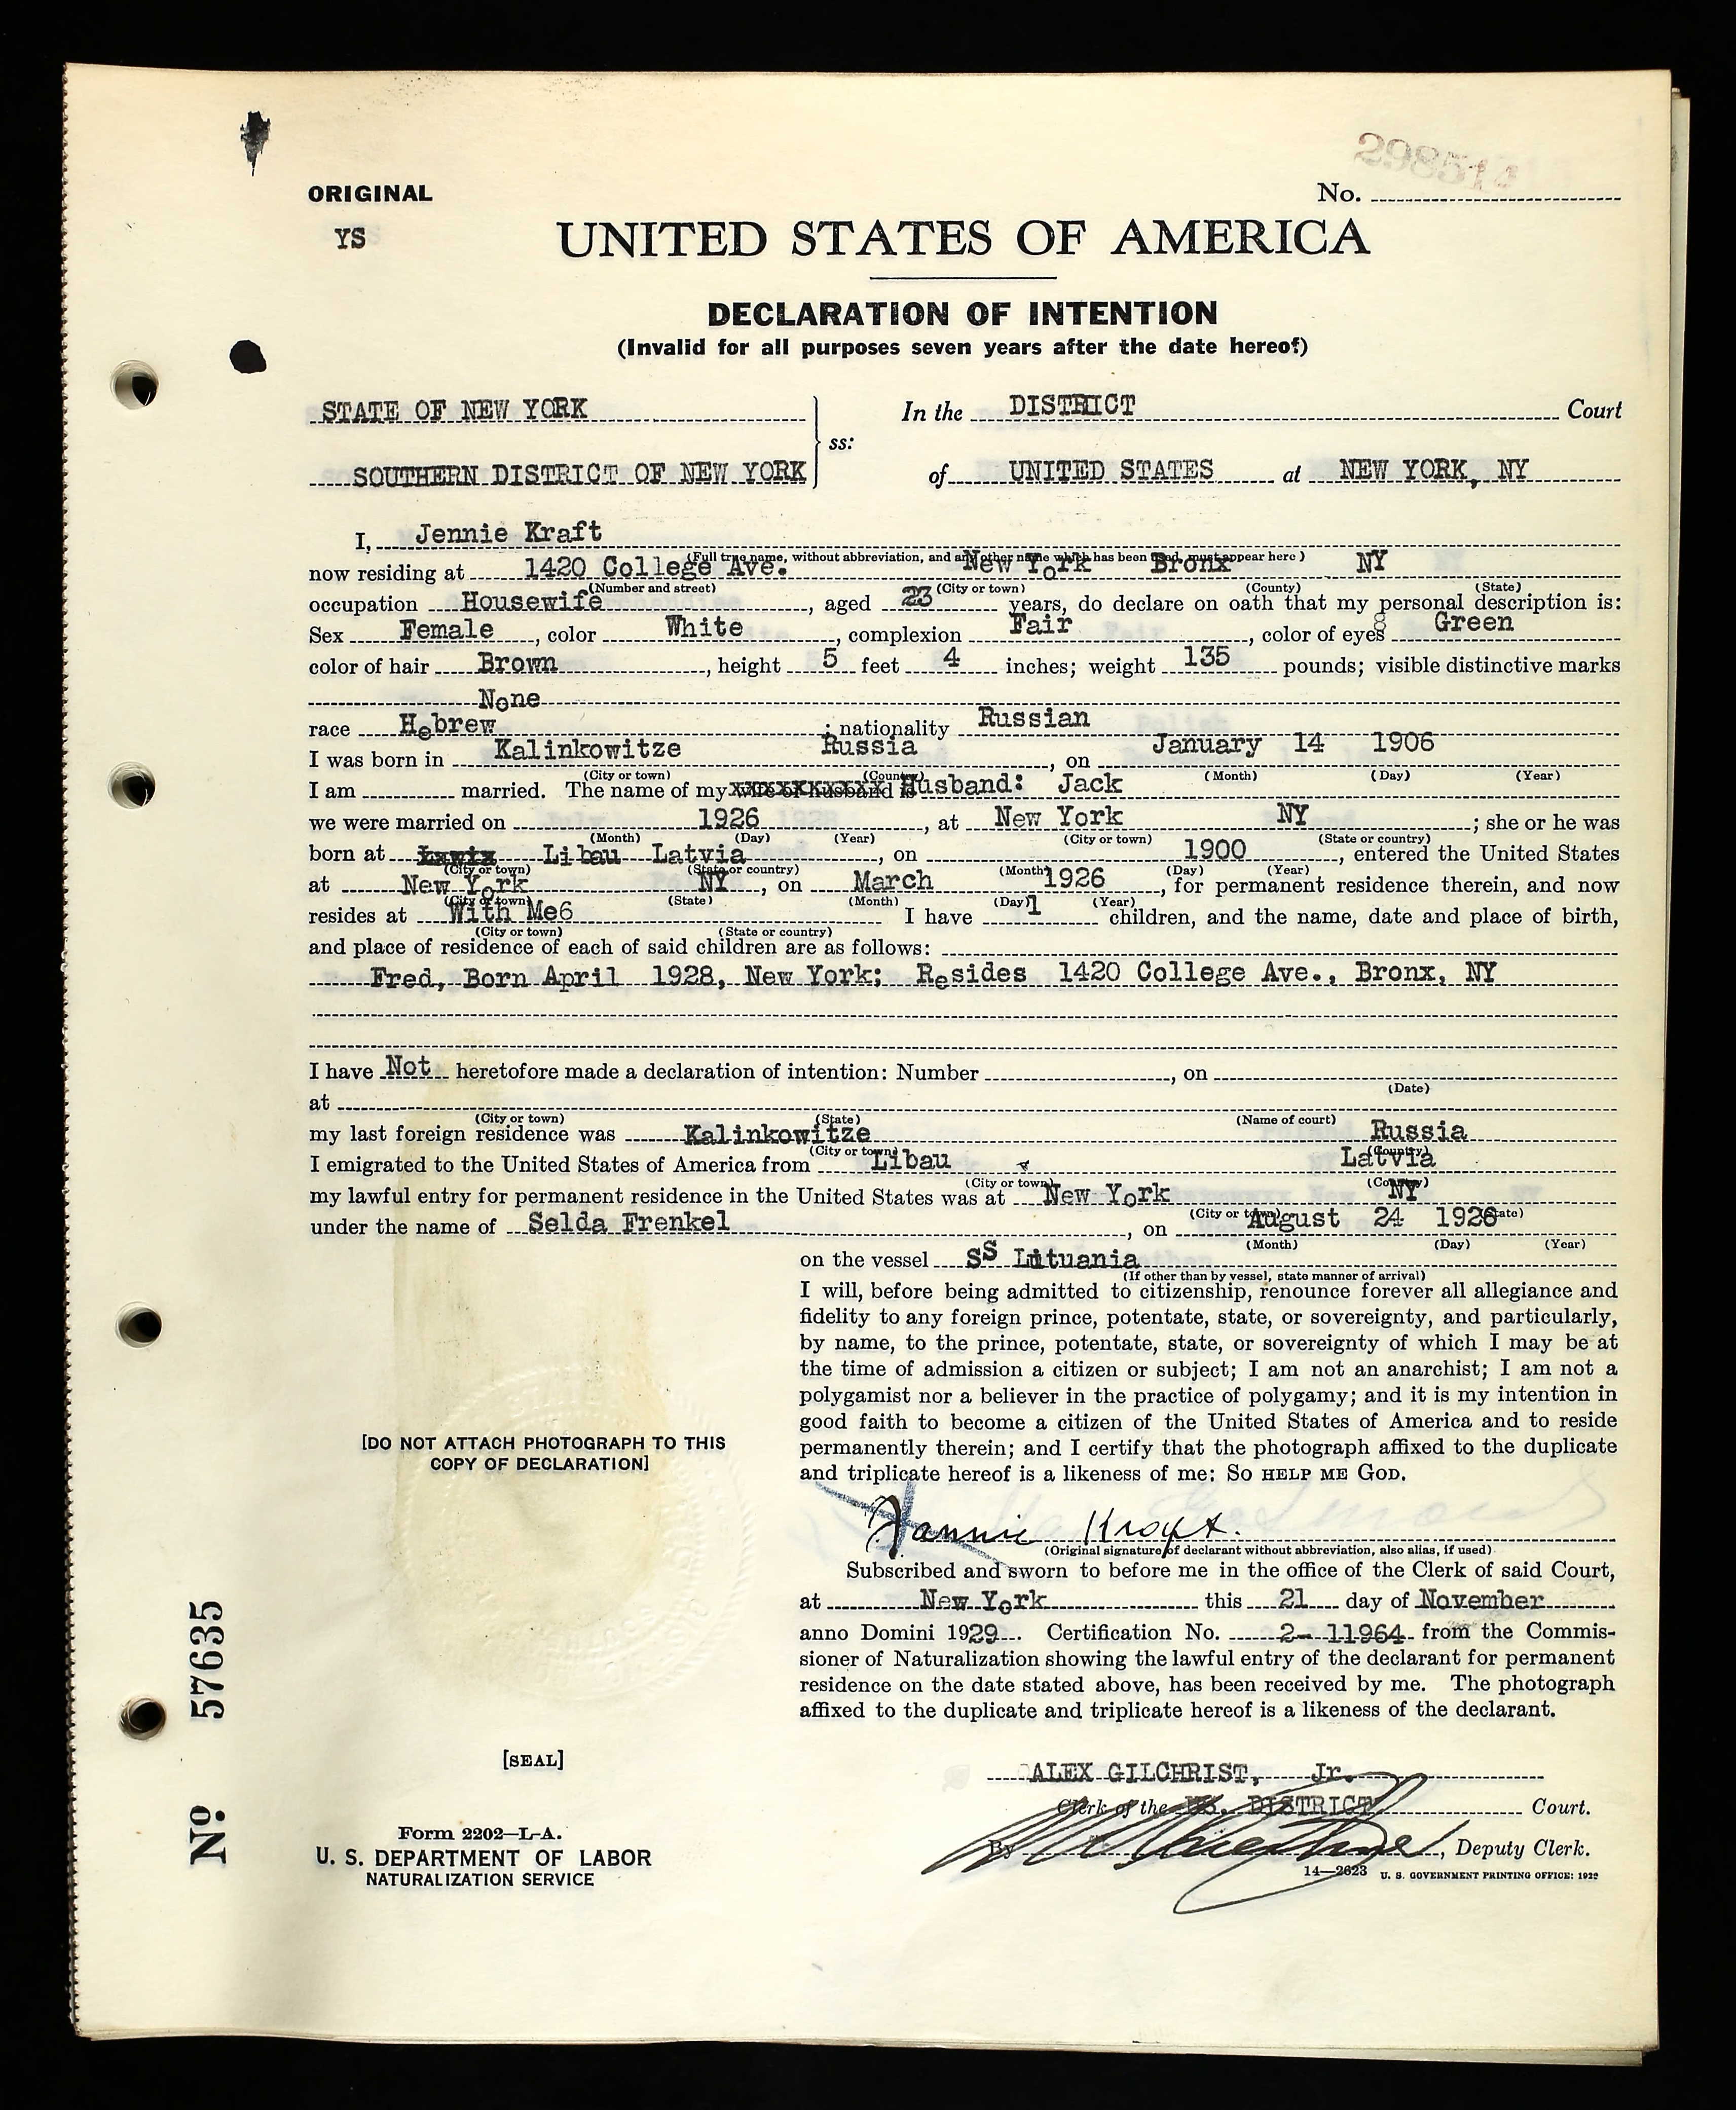 298514
ORIGINAL No.
YS
UNITED STATES OF AMERICA
DECLARATION OF INTENTION
(Invalid for all purposes seven years after the date hereof)
STATE OF NEW YORK In the DISTRICT Court
ss:
SOUTHERN DISTRICT OF NEW YORK of UNITED STATES at NEW YORK, NY
I, Jennie Kraft
(Full true name, without abbreviation, and any other name which has been used, must appear here)
now residing at 1420 College Ave. New York Bronx NY
(Number and street) (City or town) (County) (State)
occupation Housewife, aged 23 years, do declare on oath that my personal description is:
Sex Female, color White, complexion Fair, color of eyes Green
color of hair Brown, height 5 feet 4 inches; weight 135 pounds; visible distinctive marks
None
race Hebrew; nationality Russian
I was born in Kalinkowitze Russia, on January 14 1906
(City or town) (Country) (Month) (Day) (Year)
I am married. The name of my wife or husband is Husband: Jack
we were married on 1926, at New York NY; she or he was
(Month) (Day) (Year) (City or town) (State or country)
born at Libau Latvia, on 1900, entered the United States
(City or town) (State or country) (Month) (Day) (Year)
at New York NY, on March 1926, for permanent residence therein, and now
(City or town) (State) (Month) (Day) (Year)
resides at With Me6 I have 1 children, and the name, date and place of birth,
(City or town) (State or country)
and place of residence of each of said children are as follows:
Fred, Born April 1928, New York; Resides 1420 College Ave., Bronx, NY
I have Not heretofore made a declaration of intention: Number, on
(Date)
at
(City or town) (State) (Name of court)
my last foreign residence was Kalinkowitze Russia
(City or town) (Country)
I emigrated to the United States of America from Libau Latvia
(City or town) (Country)
my lawful entry for permanent residence in the United States was at New York NY
(City or town) (State)
under the name of Selda Frenkel, on August 24 1926
(Month) (Day) (Year)
on the vessel SS Lituania
(If other than by vessel, state manner of arrival)
I will, before being admitted to citizenship, renounce forever all allegiance and
fidelity to any foreign prince, potentate, state, or sovereignty, and particularly,
by name, to the prince, potentate, state, or sovereignty of which I may be at
the time of admission a citizen or subject; I am not an anarchist; I am not a
polygamist nor a believer in the practice of polygamy; and it is my intention in
good faith to become a citizen of the United States of America and to reside
permanently therein; and I certify that the photograph affixed to the duplicate
and triplicate hereof is a likeness of me: SO HELP ME GOD.
[DO NOT ATTACH PHOTOGRAPH TO THIS
COPY OF DECLARATION]
Jannie Kraft.
(Original signature of declarant without abbreviation, also alias, if used)
Subscribed and sworn to before me in the office of the Clerk of said Court,
at New York this 21 day of November
anno Domini 1929. Certification No. 2- 11964 from the Commis-
sioner of Naturalization showing the lawful entry of the declarant for permanent
residence on the date stated above, has been received by me. The photograph
affixed to the duplicate and triplicate hereof is a likeness of the declarant.
[SEAL]
ALEX GILCHRIST, Jr.
Clerk of the U.S. DISTRICT Court.
By, Deputy Clerk.
14—2623 U. S. GOVERNMENT PRINTING OFFICE: 1929
Form 2202—L-A.
U. S. DEPARTMENT OF LABOR
NATURALIZATION SERVICE
No. 57635